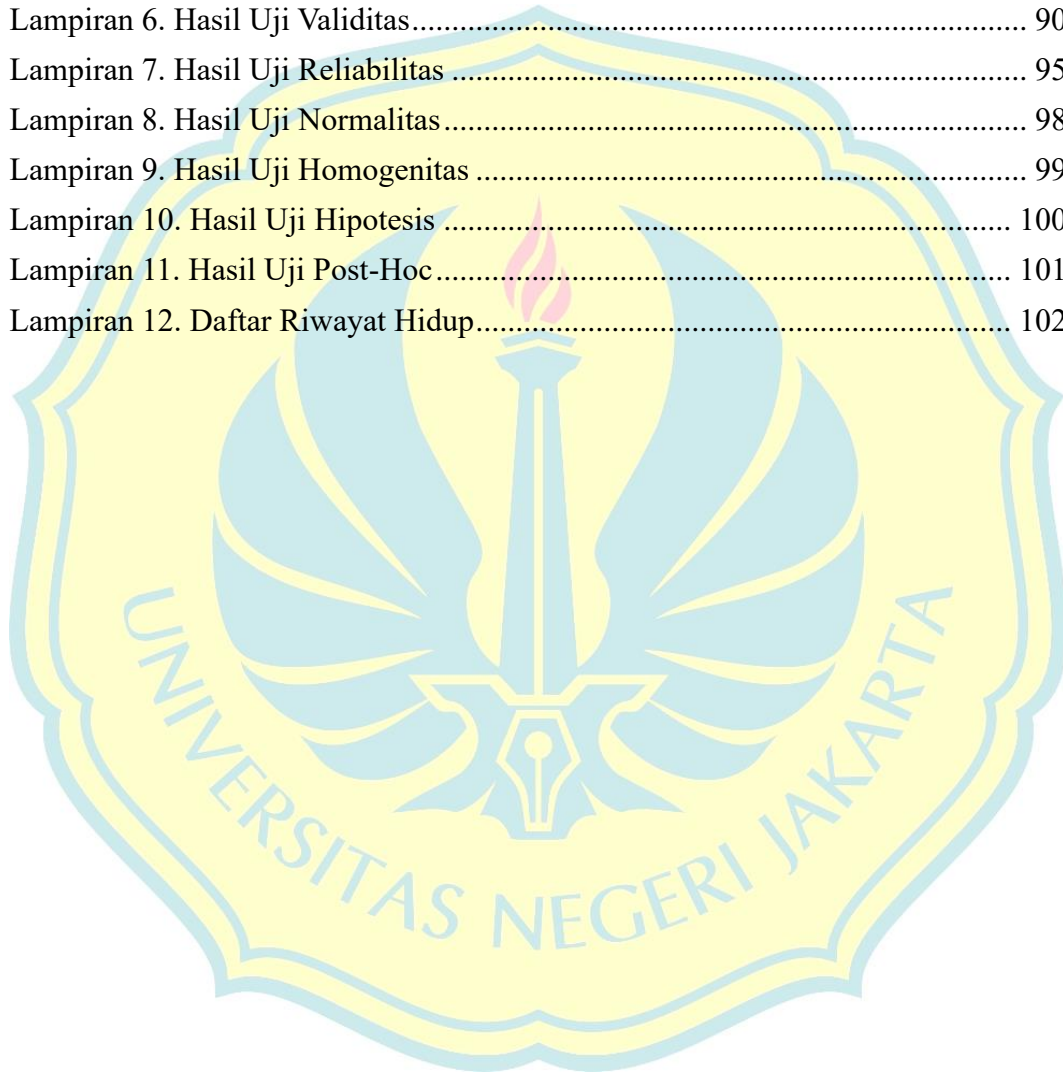 Lampiran 6. Hasil Uji Validitas.......................................................................... 90
Lampiran 7. Hasil Uji Reliabilitas ...................................................................... 95
Lampiran 8. Hasil Uji Normalitas....................................................................... 98
Lampiran 9. Hasil Uji Homogenitas ................................................................... 99
Lampiran 10. Hasil Uji Hipotesis ..................................................................... 100
Lampiran 11. Hasil Uji Post-Hoc...................................................................... 101
Lampiran 12. Daftar Riwayat Hidup................................................................. 102
UNIVERSITAS NEGERI JAKARTA